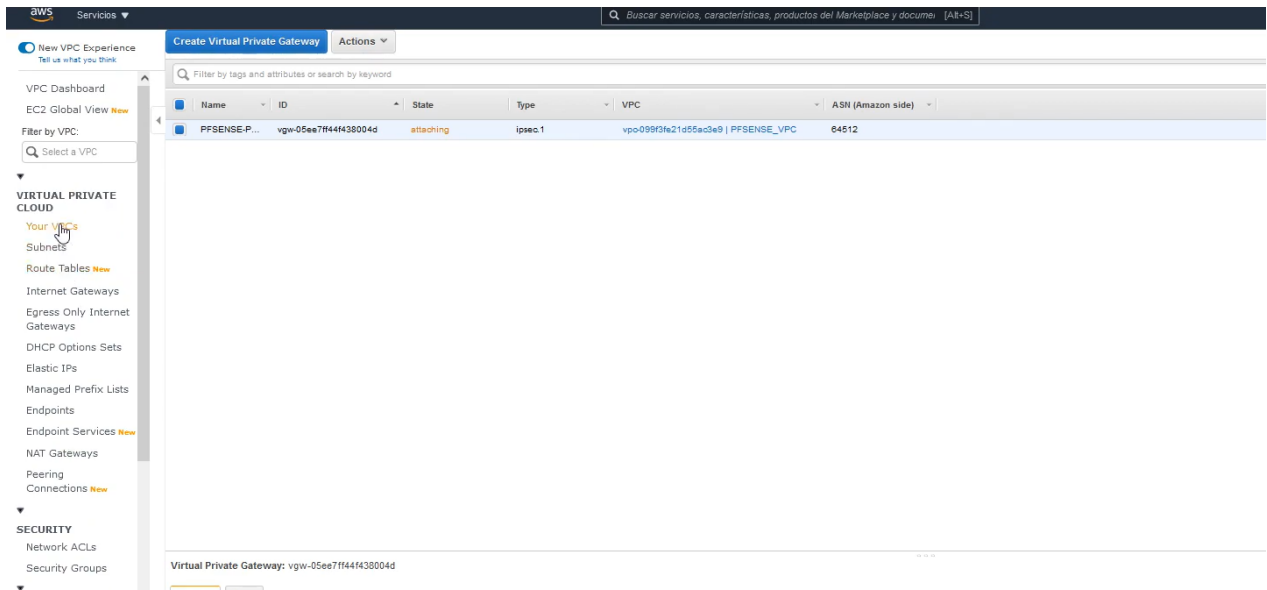 aws Servicios ▼ Buscar servicios, características, productos del Marketplace y documei [Alt+S]
New VPC Experience
Tell us what you think
Create Virtual Private Gateway Actions
Filter by tags and attributes or search by keyword
VPC Dashboard
EC2 Global View New
Filter by VPC:
Select a VPC
Name ID State Type VPC ASN (Amazon side)
PFSENSE-P... vgw-05ee7ff44f438004d attaching ipsec.1 vpc-099f3fe21d55ac3e9 | PFSENSE_VPC 64512
VIRTUAL PRIVATE
CLOUD
Your VPCs
Subnets
Route Tables New
Internet Gateways
Egress Only Internet
Gateways
DHCP Options Sets
Elastic IPs
Managed Prefix Lists
Endpoints
Endpoint Services New
NAT Gateways
Peering
Connections New
SECURITY
Network ACLs
Security Groups
Virtual Private Gateway: vgw-05ee7ff44f438004d